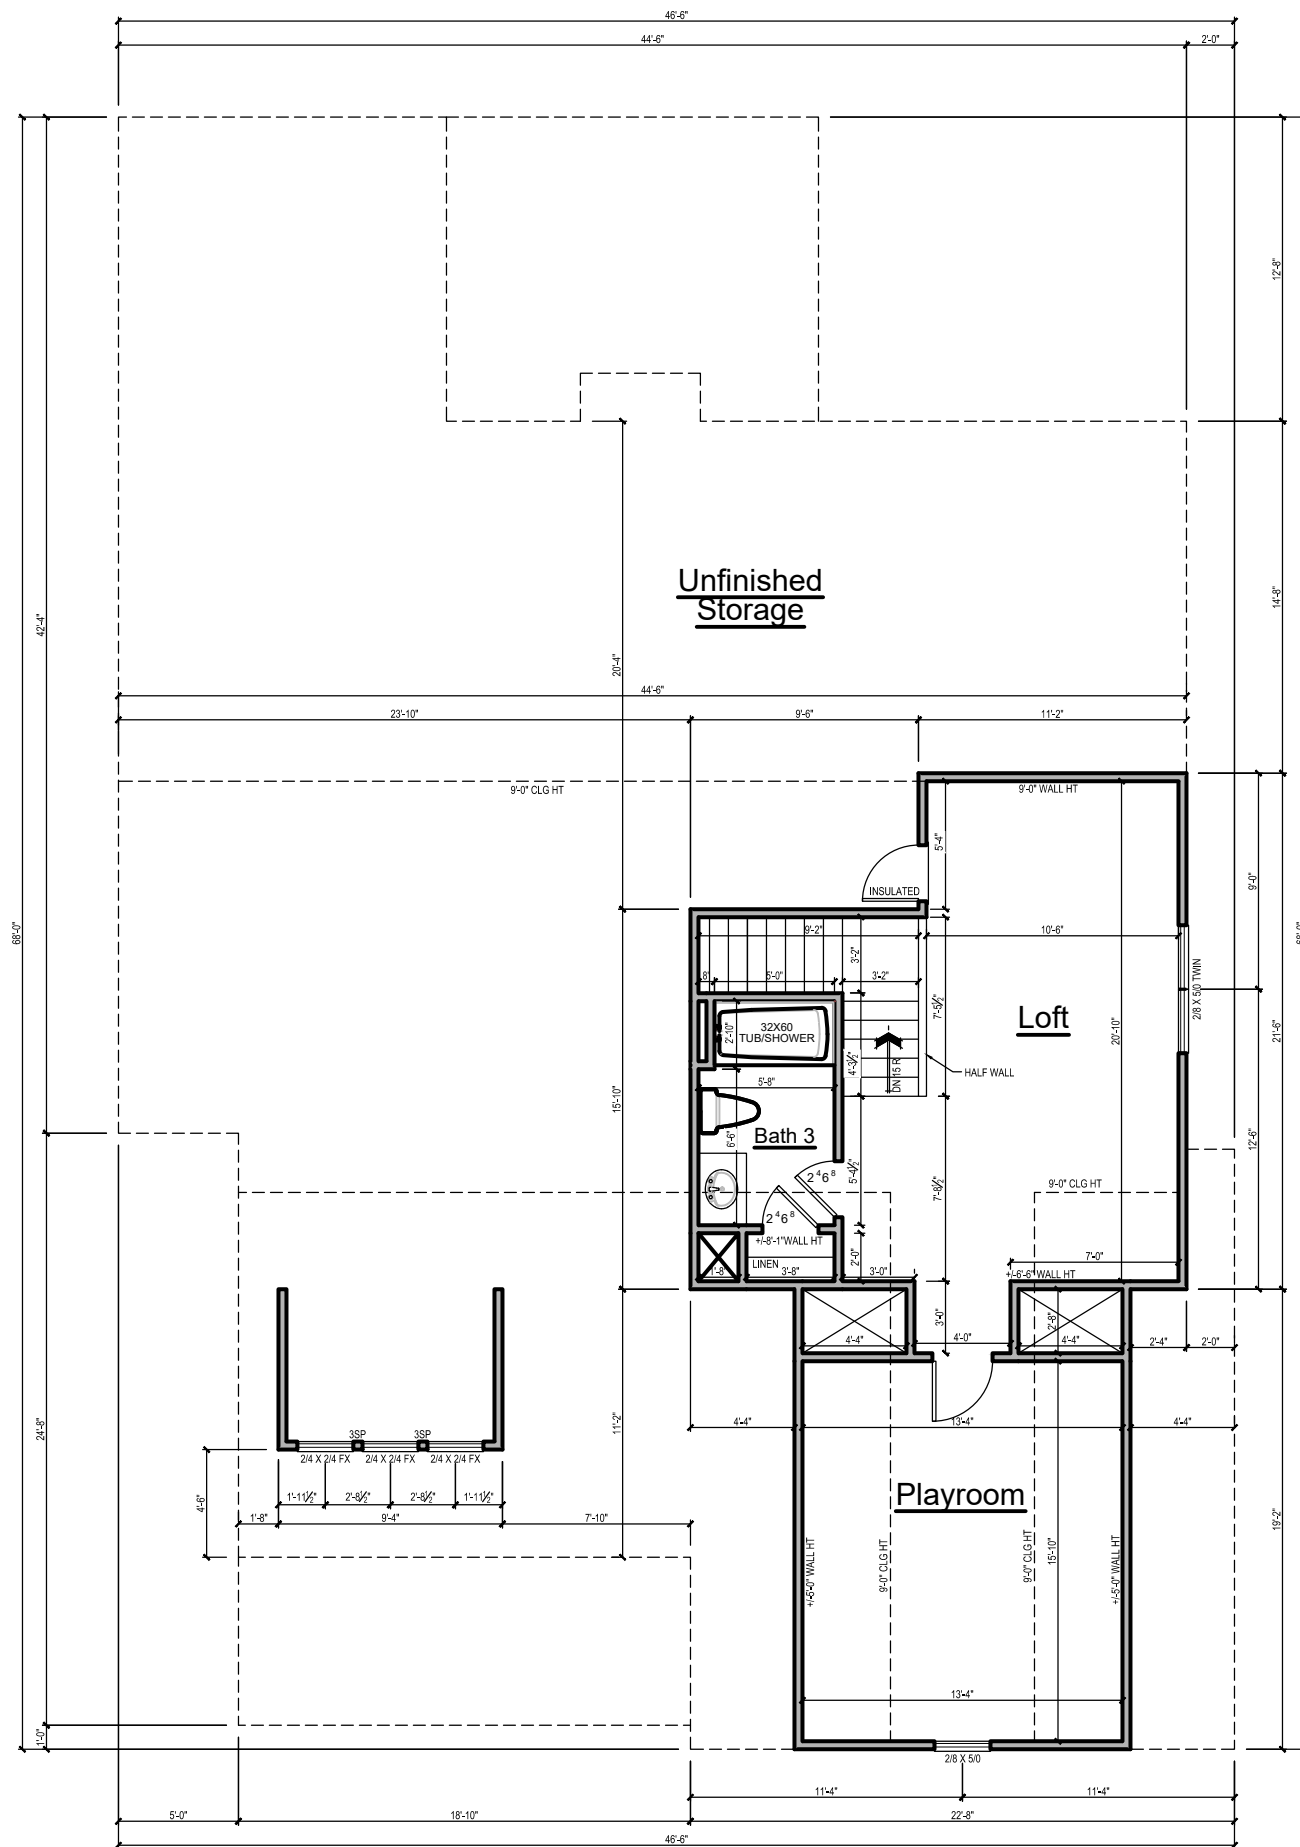 46'-6"
44'-6"
2'-0"
12'-8"
42'-4"
68'-0"
68'-0"
Unfinished
Storage
14'-8"
20'-4"
44'-6"
23'-10"
9'-6"
11'-2"
9'-0" CLG HT
9'-0" WALL HT
5'-4"
9'-0"
INSULATED
9'-2"
10'-6"
3'-2"
8"
5'-0"
3'-2"
2/8 X 5/0 TWIN
7'-5½"
Loft
20'-10"
21'-6"
32X60
TUB/SHOWER
2'-10"
4'-3½"
DN 15 R
HALF WALL
5'-8"
15'-10"
6'-6"
Bath 3
12'-6"
5'-4½"
2⁴6⁸
7'-8½"
9'-0" CLG HT
2⁴6⁸
+/-8'-1" WALL HT
LINEN
2'-0"
7'-0"
1'-8"
3'-8"
3'-0"
+/-6'-6" WALL HT
3'-0"
2'-8"
4'-4"
4'-0"
4'-4"
2'-4"
2'-0"
4'-4"
13'-4"
4'-4"
24'-8"
11'-2"
3SP
3SP
2/4 X 2/4 FX
2/4 X 2/4 FX
2/4 X 2/4 FX
1'-11½"
2'-8½"
2'-8½"
1'-11½"
4'-6"
1'-8"
9'-4"
7'-10"
Playroom
19'-2"
+/-5'-0" WALL HT
9'-0" CLG HT
9'-0" CLG HT
15'-10"
+/-5'-0" WALL HT
13'-4"
1'-0"
2/8 X 5/0
11'-4"
11'-4"
5'-0"
18'-10"
22'-8"
46'-6"